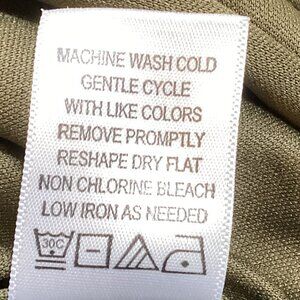 MACHINE WASH COLD
GENTLE CYCLE
WITH LIKE COLORS
REMOVE PROMPTLY
RESHAPE DRY FLAT
NON CHLORINE BLEACH
LOW IRON AS NEEDED
30C